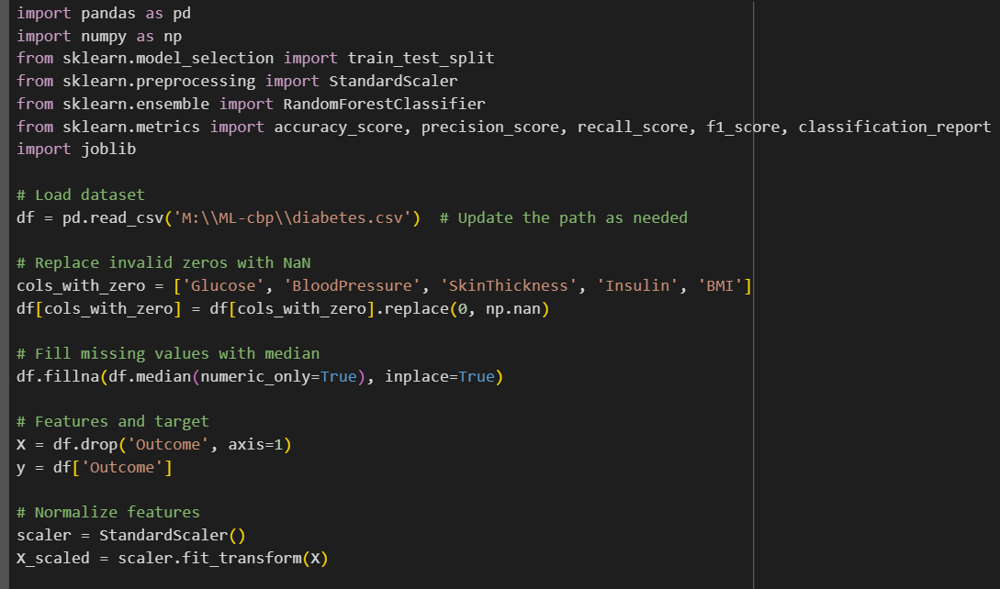 import pandas as pd
import numpy as np
from sklearn.model_selection import train_test_split
from sklearn.preprocessing import StandardScaler
from sklearn.ensemble import RandomForestClassifier
from sklearn.metrics import accuracy_score, precision_score, recall_score, f1_score, classification_report
import joblib
# Load dataset
df = pd.read_csv('M:\\ML-cbp\\diabetes.csv')  # Update the path as needed
# Replace invalid zeros with NaN
cols_with_zero = ['Glucose', 'BloodPressure', 'SkinThickness', 'Insulin', 'BMI']
df[cols_with_zero] = df[cols_with_zero].replace(0, np.nan)
# Fill missing values with median
df.fillna(df.median(numeric_only=True), inplace=True)
# Features and target
X = df.drop('Outcome', axis=1)
y = df['Outcome']
# Normalize features
scaler = StandardScaler()
X_scaled = scaler.fit_transform(X)